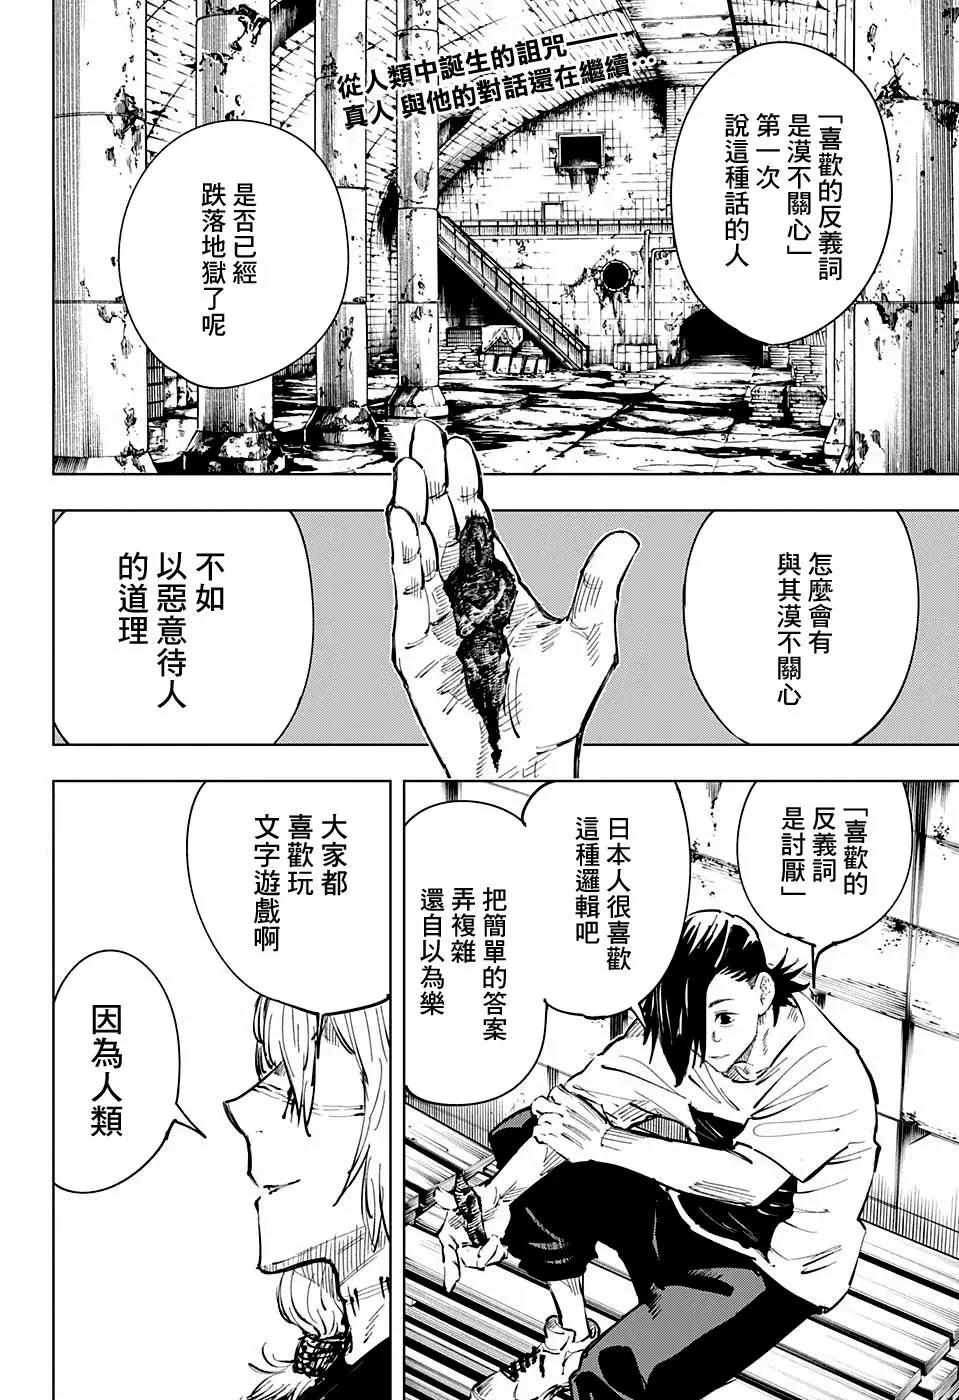 從人類中誕生的詛咒——
真人與他的對話還在繼續…
「喜歡的反義詞
是漠不關心」
第一次
說這種話的人
是否已經
跌落地獄了呢
怎麼會有
與其漠不關心
不如
以惡意待人
的道理
「喜歡的
反義詞
是討厭」
日本人很喜歡
這種邏輯吧
把簡單的答案
弄複雜
還自以為樂
大家都
喜歡玩
文字遊戲啊
因為人類